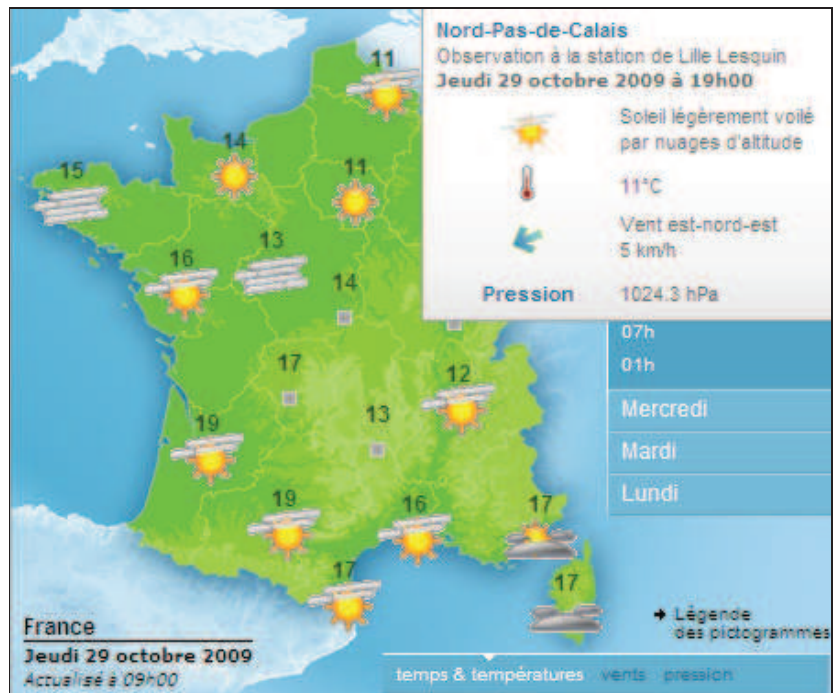 Nord-Pas-de-Calais
Observation à la station de Lille Lesquin
Jeudi 29 octobre 2009 à 19h00
Soleil légèrement voilé
par nuages d'altitude
11°C
Vent est-nord-est
5 km/h
Pression 1024.3 hPa
11
14
15
11
13
16
14
17
12
19
13
19
16
17
17
17
07h
01h
Mercredi
Mardi
Lundi
Légende
des pictogrammes
France
Jeudi 29 octobre 2009
Actualisé à 09h00
temps & températures vents pression